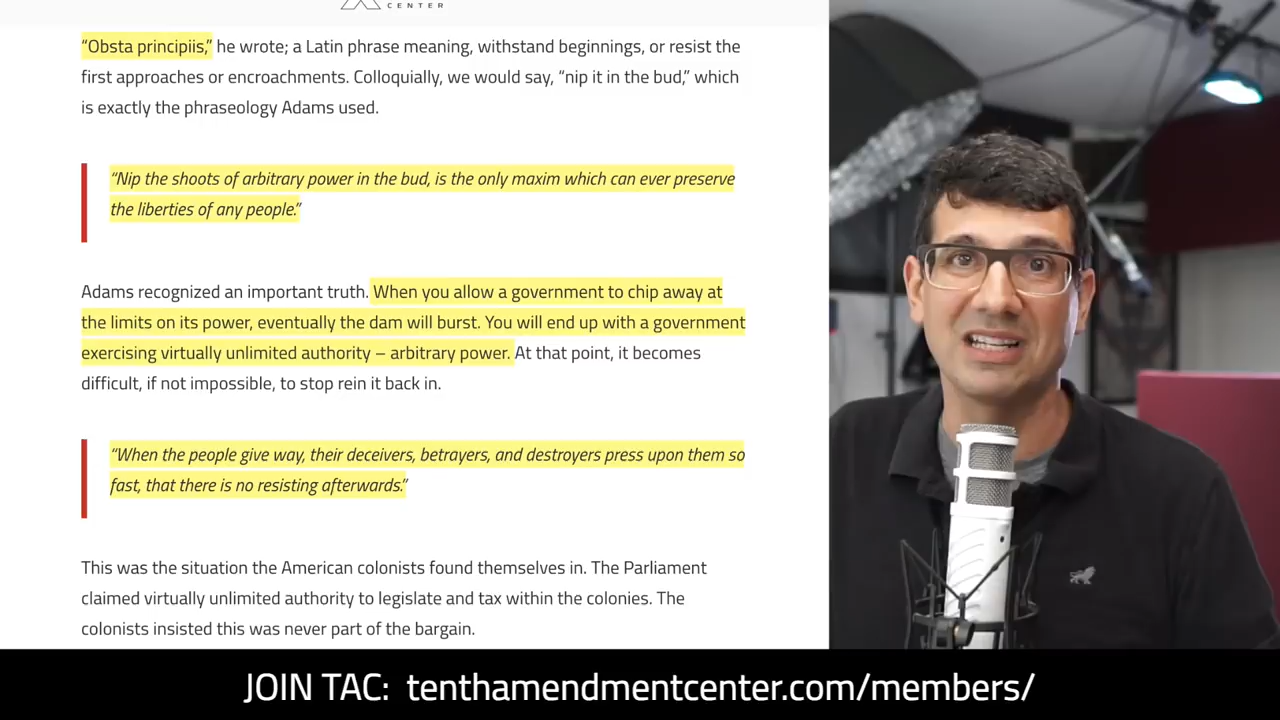 CENTER
“Obsta principiis,” he wrote; a Latin phrase meaning, withstand beginnings, or resist the
first approaches or encroachments. Colloquially, we would say, “nip it in the bud,” which
is exactly the phraseology Adams used.
“Nip the shoots of arbitrary power in the bud, is the only maxim which can ever preserve
the liberties of any people.”
Adams recognized an important truth. When you allow a government to chip away at
the limits on its power, eventually the dam will burst. You will end up with a government
exercising virtually unlimited authority – arbitrary power. At that point, it becomes
difficult, if not impossible, to stop rein it back in.
“When the people give way, their deceivers, betrayers, and destroyers press upon them so
fast, that there is no resisting afterwards.”
This was the situation the American colonists found themselves in. The Parliament
claimed virtually unlimited authority to legislate and tax within the colonies. The
colonists insisted this was never part of the bargain.
JOIN TAC: tenthamendmentcenter.com/members/